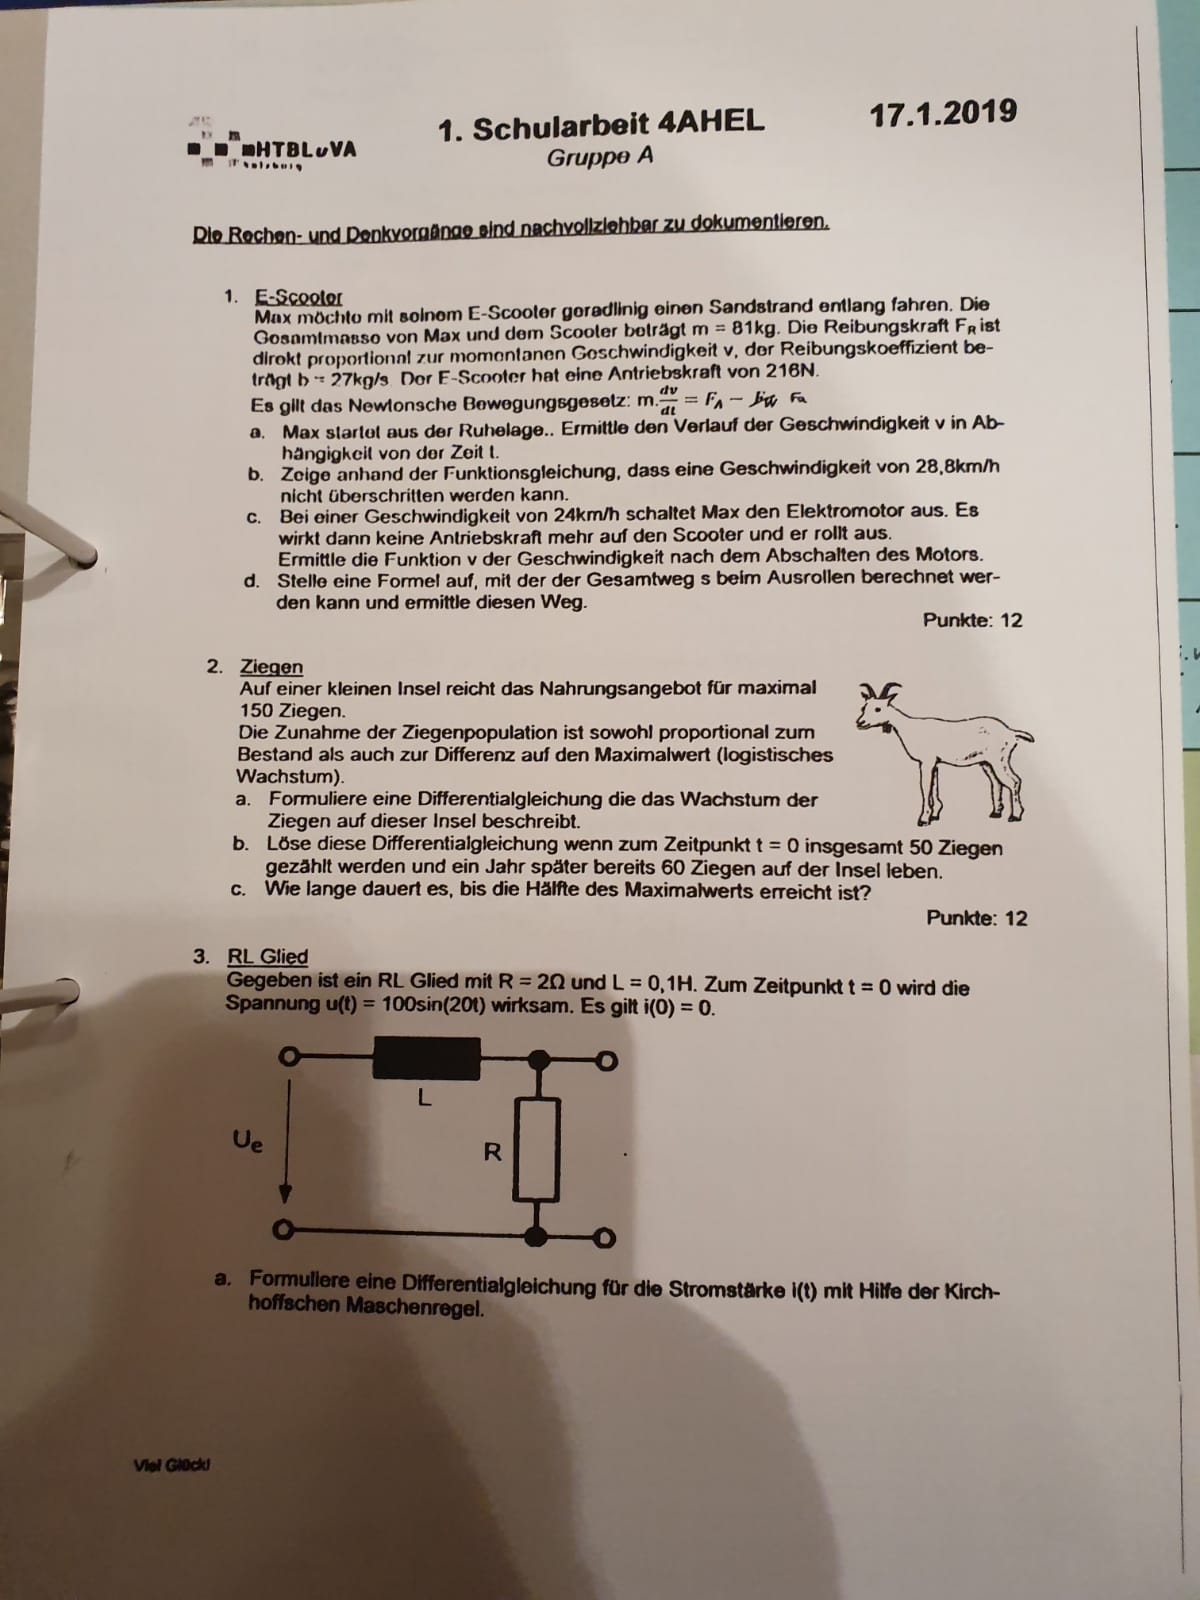 HTBLuVA
1. Schularbeit 4AHEL
17.1.2019
Gruppe A
Die Rechen- und Denkvorgänge sind nachvollziehbar zu dokumentieren.
1. E-Scooter
Max möchte mit seinem E-Scooter geradlinig einen Sandstrand entlang fahren. Die
Gesamtmasse von Max und dem Scooter beträgt m = 81kg. Die Reibungskraft FR ist
direkt proportional zur momentanen Geschwindigkeit v, der Reibungskoeffizient be-
trägt b = 27kg/s. Der E-Scooter hat eine Antriebskraft von 216N.
Es gilt das Newtonsche Bewegungsgesetz: m.dv/dt = FA −
a. Max startet aus der Ruhelage.. Ermittle den Verlauf der Geschwindigkeit v in Ab-
hängigkeit von der Zeit t.
b. Zeige anhand der Funktionsgleichung, dass eine Geschwindigkeit von 28,8km/h
nicht überschritten werden kann.
c. Bei einer Geschwindigkeit von 24km/h schaltet Max den Elektromotor aus. Es
wirkt dann keine Antriebskraft mehr auf den Scooter und er rollt aus.
Ermittle die Funktion v der Geschwindigkeit nach dem Abschalten des Motors.
d. Stelle eine Formel auf, mit der der Gesamtweg s beim Ausrollen berechnet wer-
den kann und ermittle diesen Weg.
Punkte: 12
2. Ziegen
Auf einer kleinen Insel reicht das Nahrungsangebot für maximal
150 Ziegen.
Die Zunahme der Ziegenpopulation ist sowohl proportional zum
Bestand als auch zur Differenz auf den Maximalwert (logistisches
Wachstum).
a. Formuliere eine Differentialgleichung die das Wachstum der
Ziegen auf dieser Insel beschreibt.
b. Löse diese Differentialgleichung wenn zum Zeitpunkt t = 0 insgesamt 50 Ziegen
gezählt werden und ein Jahr später bereits 60 Ziegen auf der Insel leben.
c. Wie lange dauert es, bis die Hälfte des Maximalwerts erreicht ist?
Punkte: 12
3. RL Glied
Gegeben ist ein RL Glied mit R = 2Ω und L = 0,1H. Zum Zeitpunkt t = 0 wird die
Spannung u(t) = 100sin(20t) wirksam. Es gilt i(0) = 0.
L
Ue
R
a. Formuliere eine Differentialgleichung für die Stromstärke i(t) mit Hilfe der Kirch-
hoffschen Maschenregel.
Viel Glück!